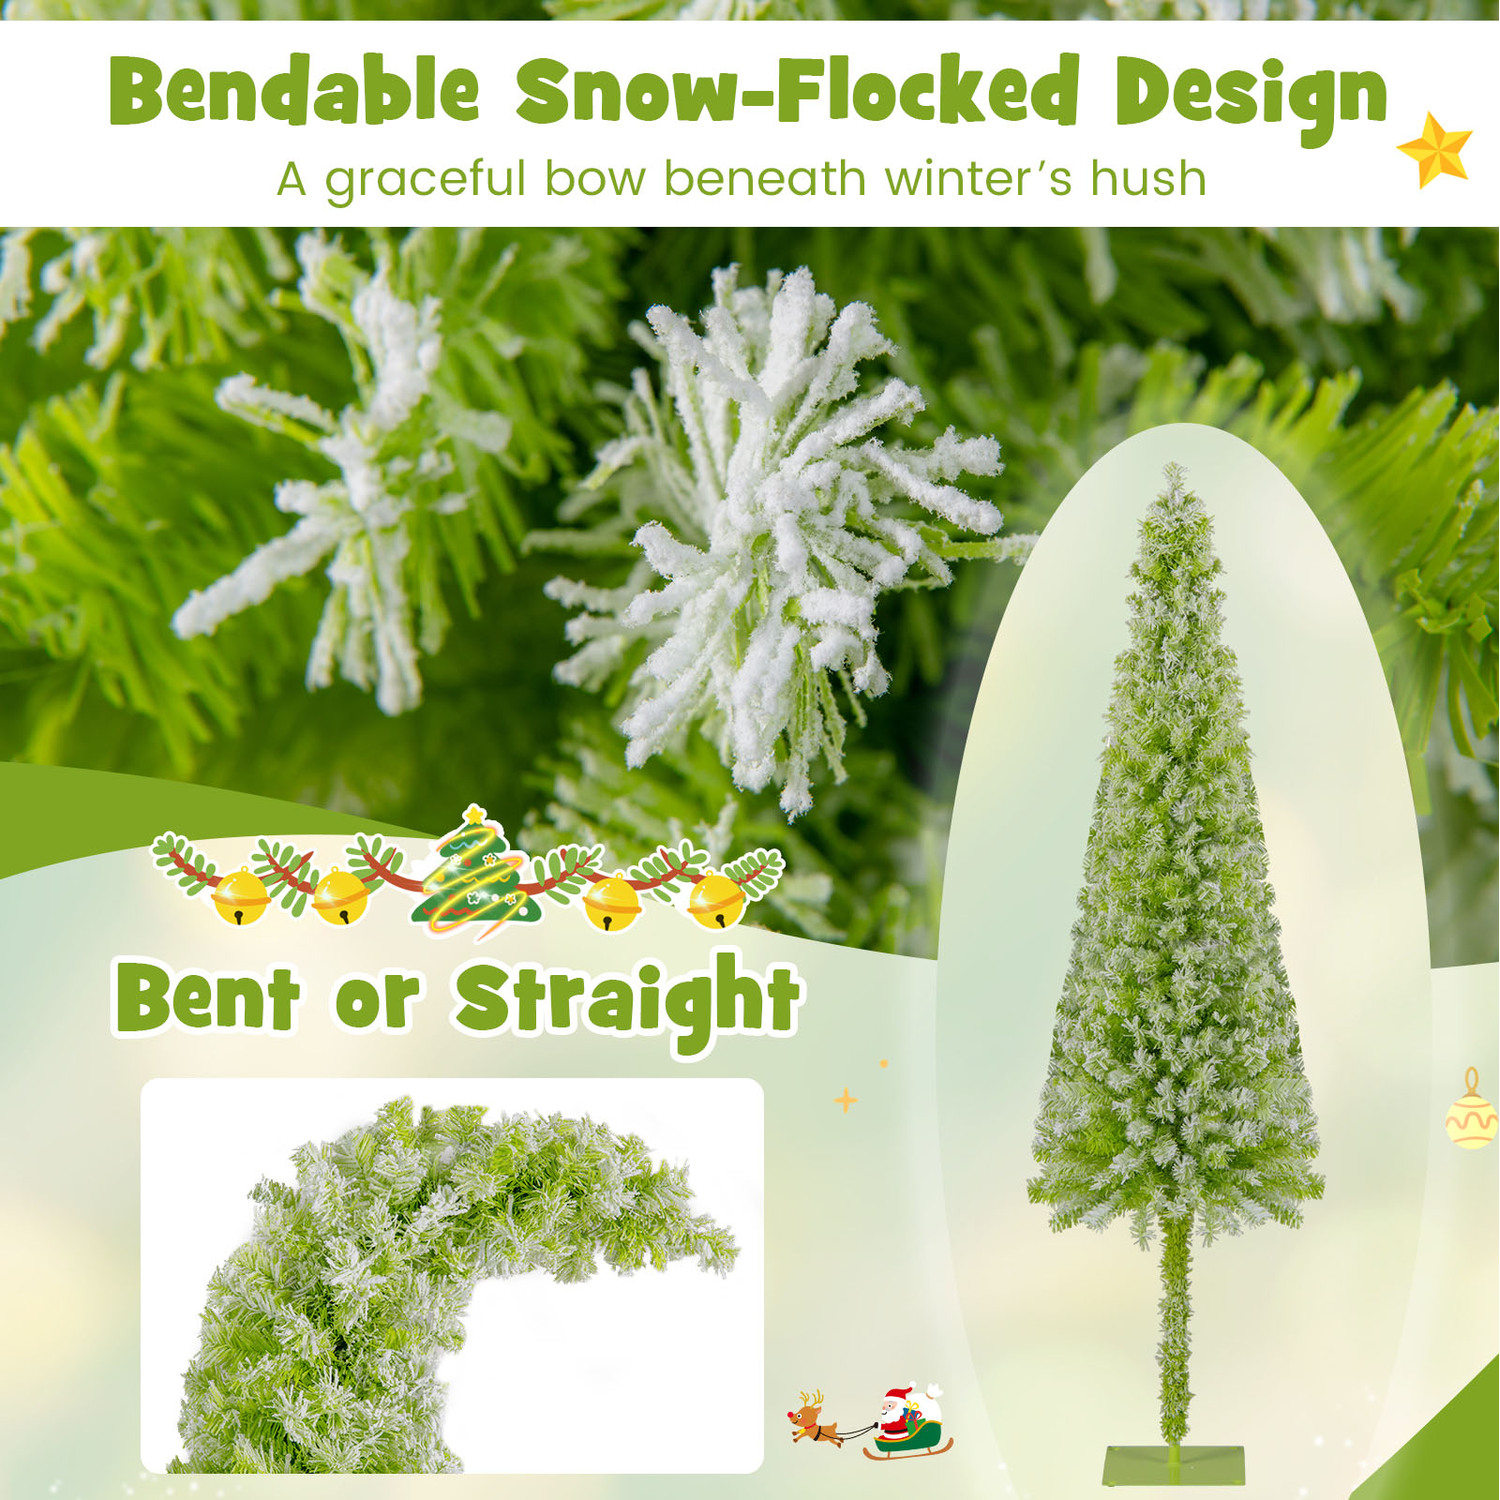 Bendable Snow-Flocked Design
A graceful bow beneath winter's hush
Bent or Straight